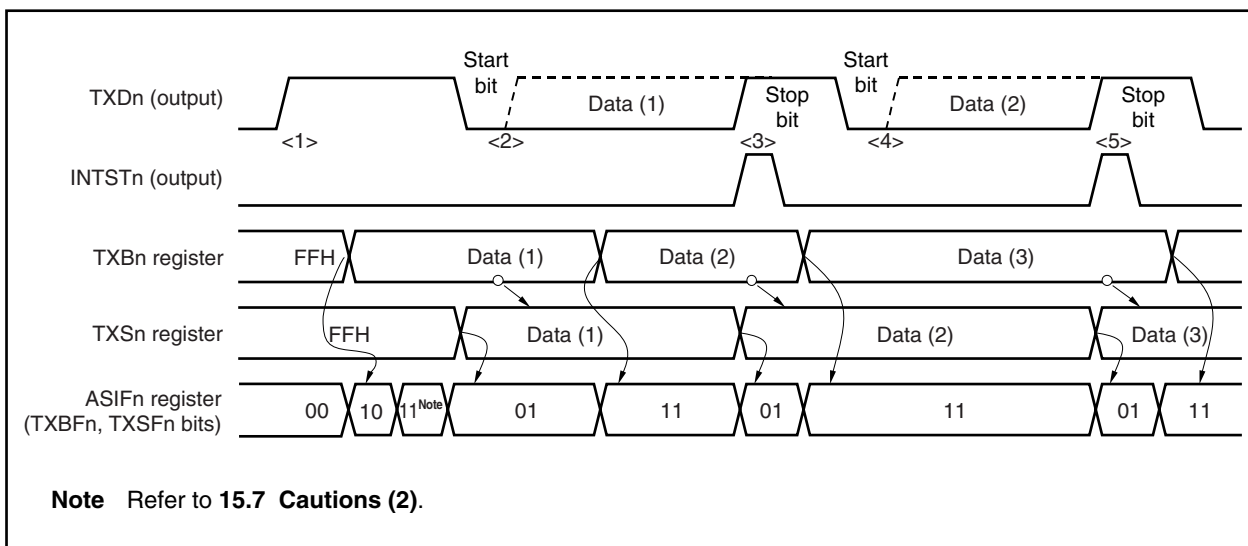 Start
bit
Start
bit
TXDn (output)
Data (1)
Stop
bit
Data (2)
Stop
bit
<1>
<2>
<3>
<4>
<5>
INTSTn (output)
TXBn register
FFH
Data (1)
Data (2)
Data (3)
TXSn register
FFH
Data (1)
Data (2)
Data (3)
ASIFn register
(TXBFn, TXSFn bits)
00
10
11Note
01
11
01
11
01
11
Note Refer to 15.7 Cautions (2).